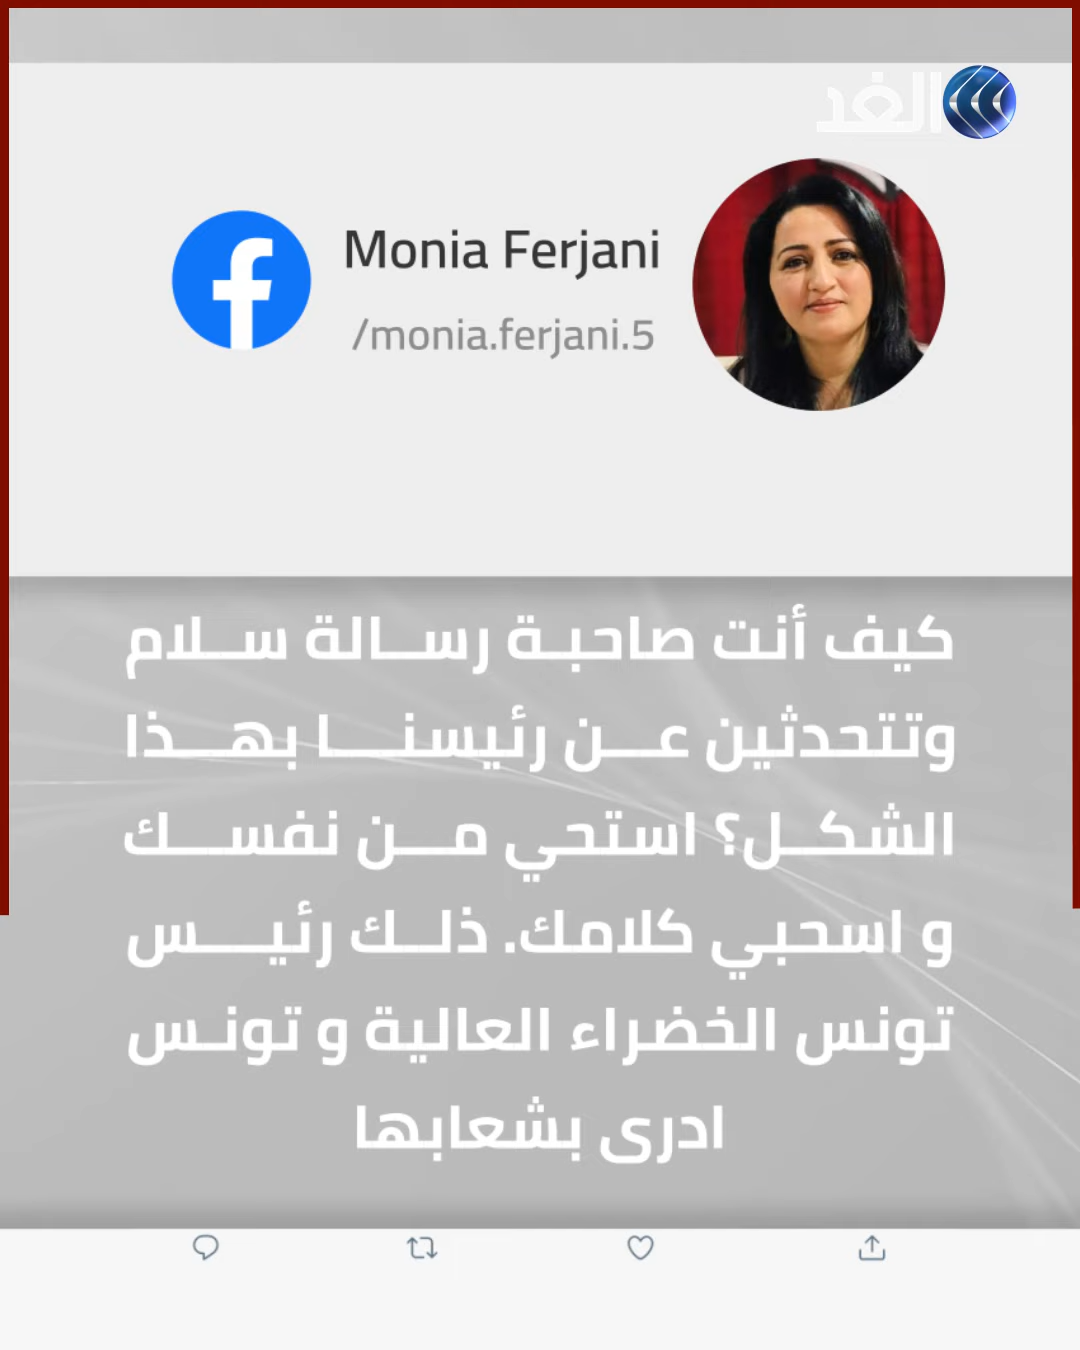 الغد
Monia Ferjani
/monia.ferjani.5
كيف أنت صاحبة رسالة سلام
وتتحدثين عن رئيسنا بهذا
الشكل؟ استحي من نفسك
و اسحبي كلامك. ذلك رئيس
تونس الخضراء العالية و تونس
ادرى بشعابها